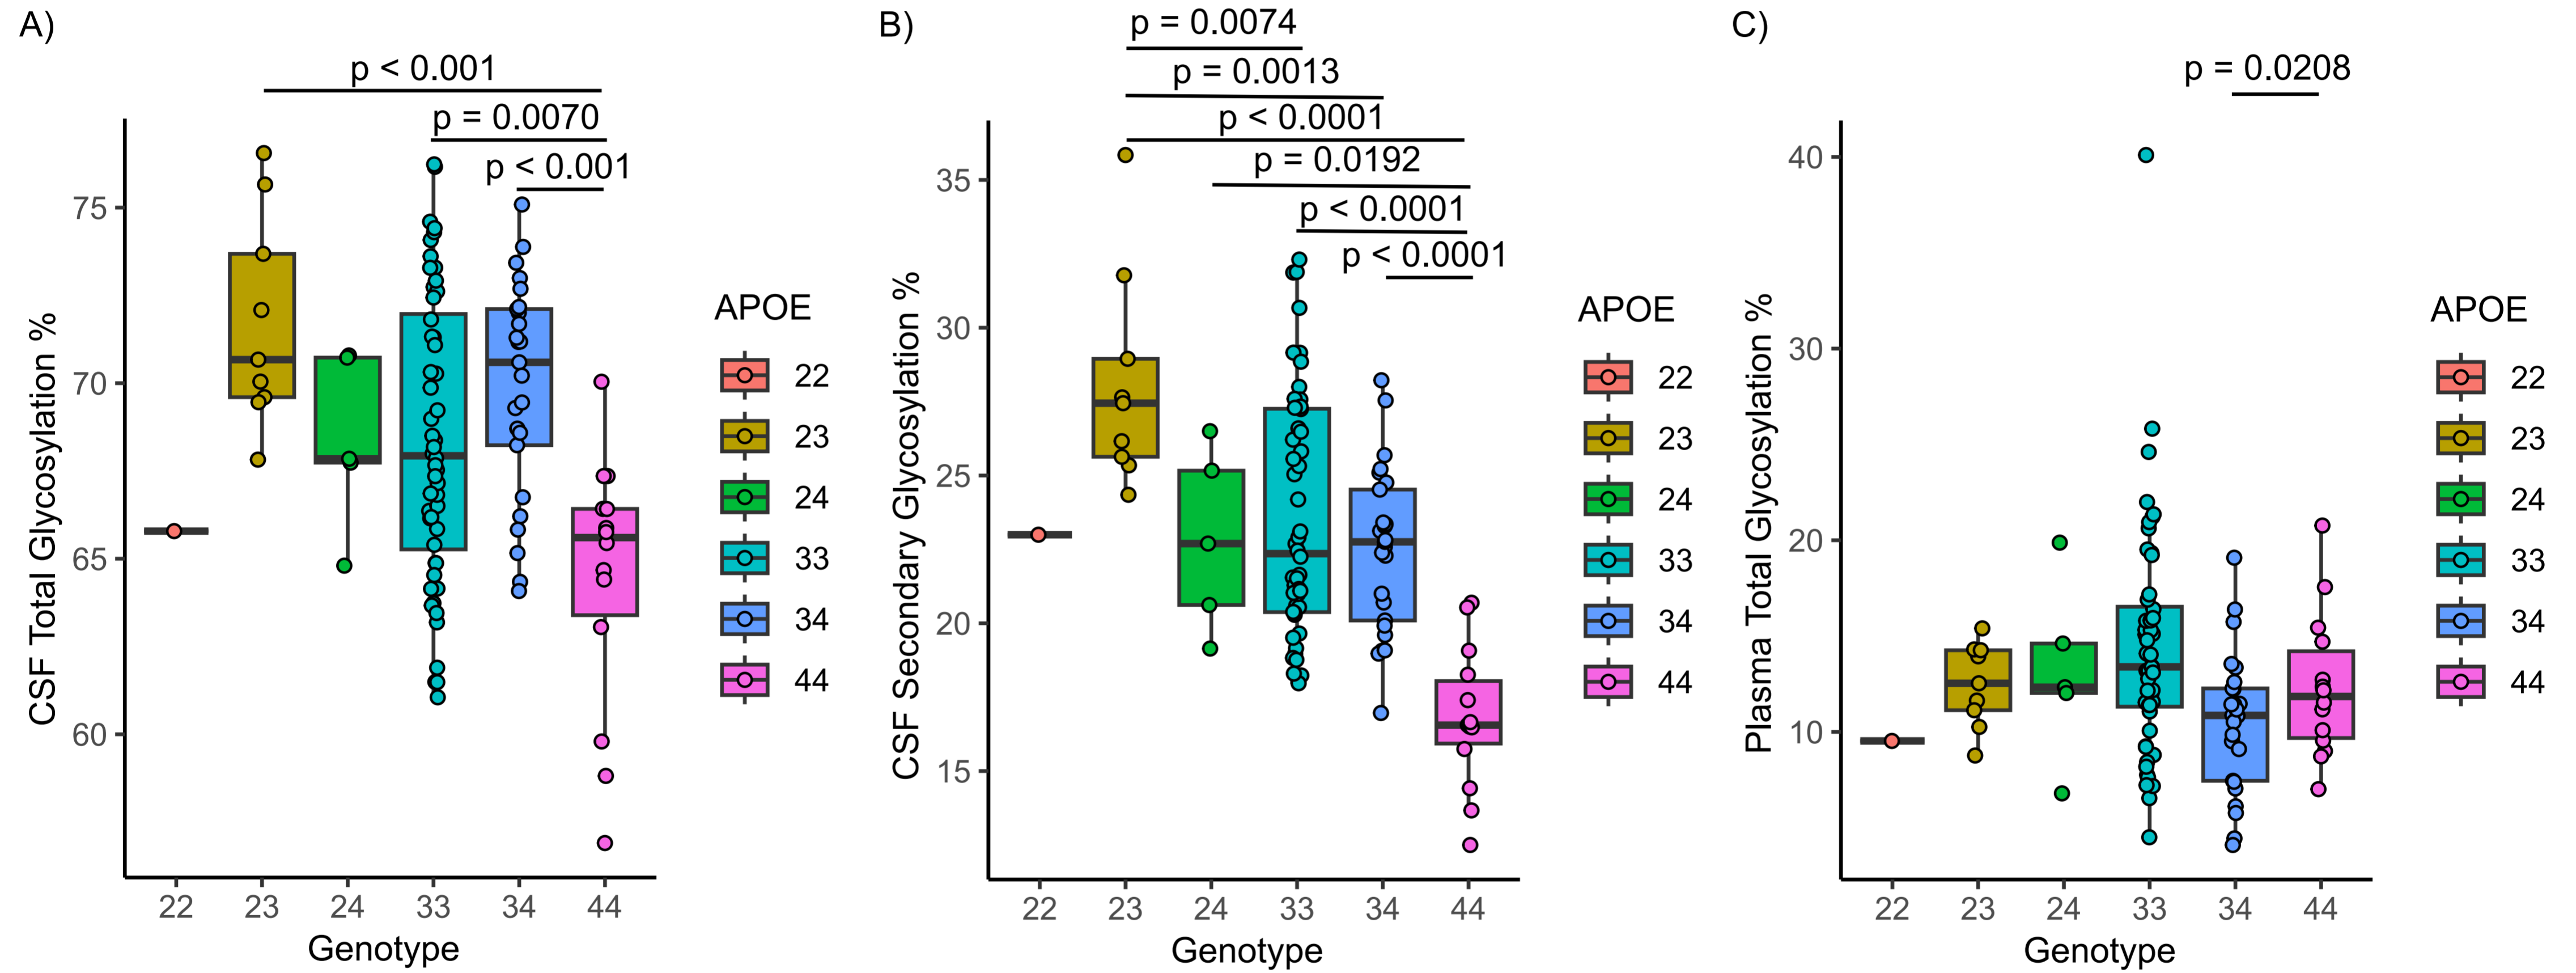 A)
p < 0.001
p = 0.0070
p < 0.001
CSF Total Glycosylation %
75
70
65
60
22 23 24 33 34 44
Genotype
APOE
22
23
24
33
34
44
B)
p = 0.0074
p = 0.0013
p < 0.0001
p = 0.0192
p < 0.0001
p < 0.0001
CSF Secondary Glycosylation %
35
30
25
20
15
22 23 24 33 34 44
Genotype
APOE
22
23
24
33
34
44
C)
p = 0.0208
Plasma Total Glycosylation %
40
30
20
10
22 23 24 33 34 44
Genotype
APOE
22
23
24
33
34
44